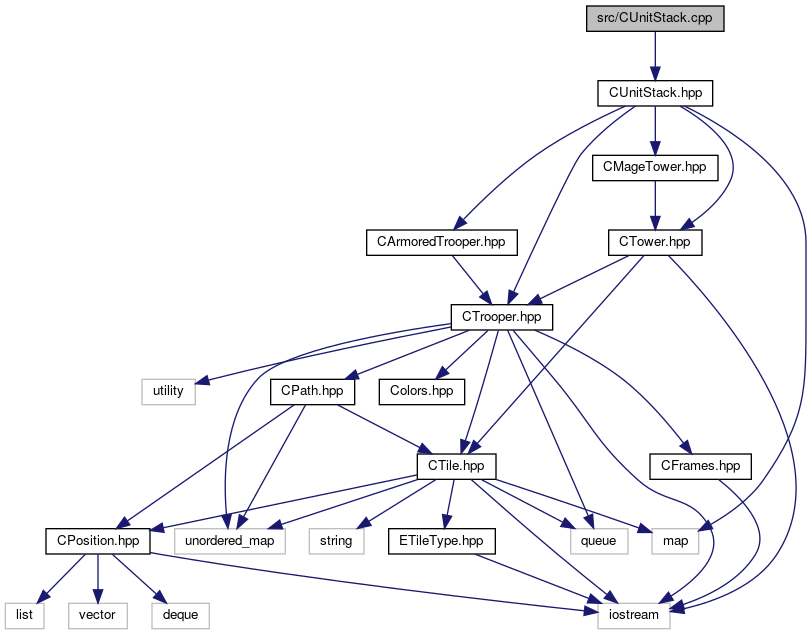 src/CUnitStack.cpp
CUnitStack.hpp
CMageTower.hpp
CArmoredTrooper.hpp
CTower.hpp
CTrooper.hpp
utility
CPath.hpp
Colors.hpp
CTile.hpp
CFrames.hpp
CPosition.hpp
unordered_map
string
ETileType.hpp
queue
map
list
vector
deque
iostream